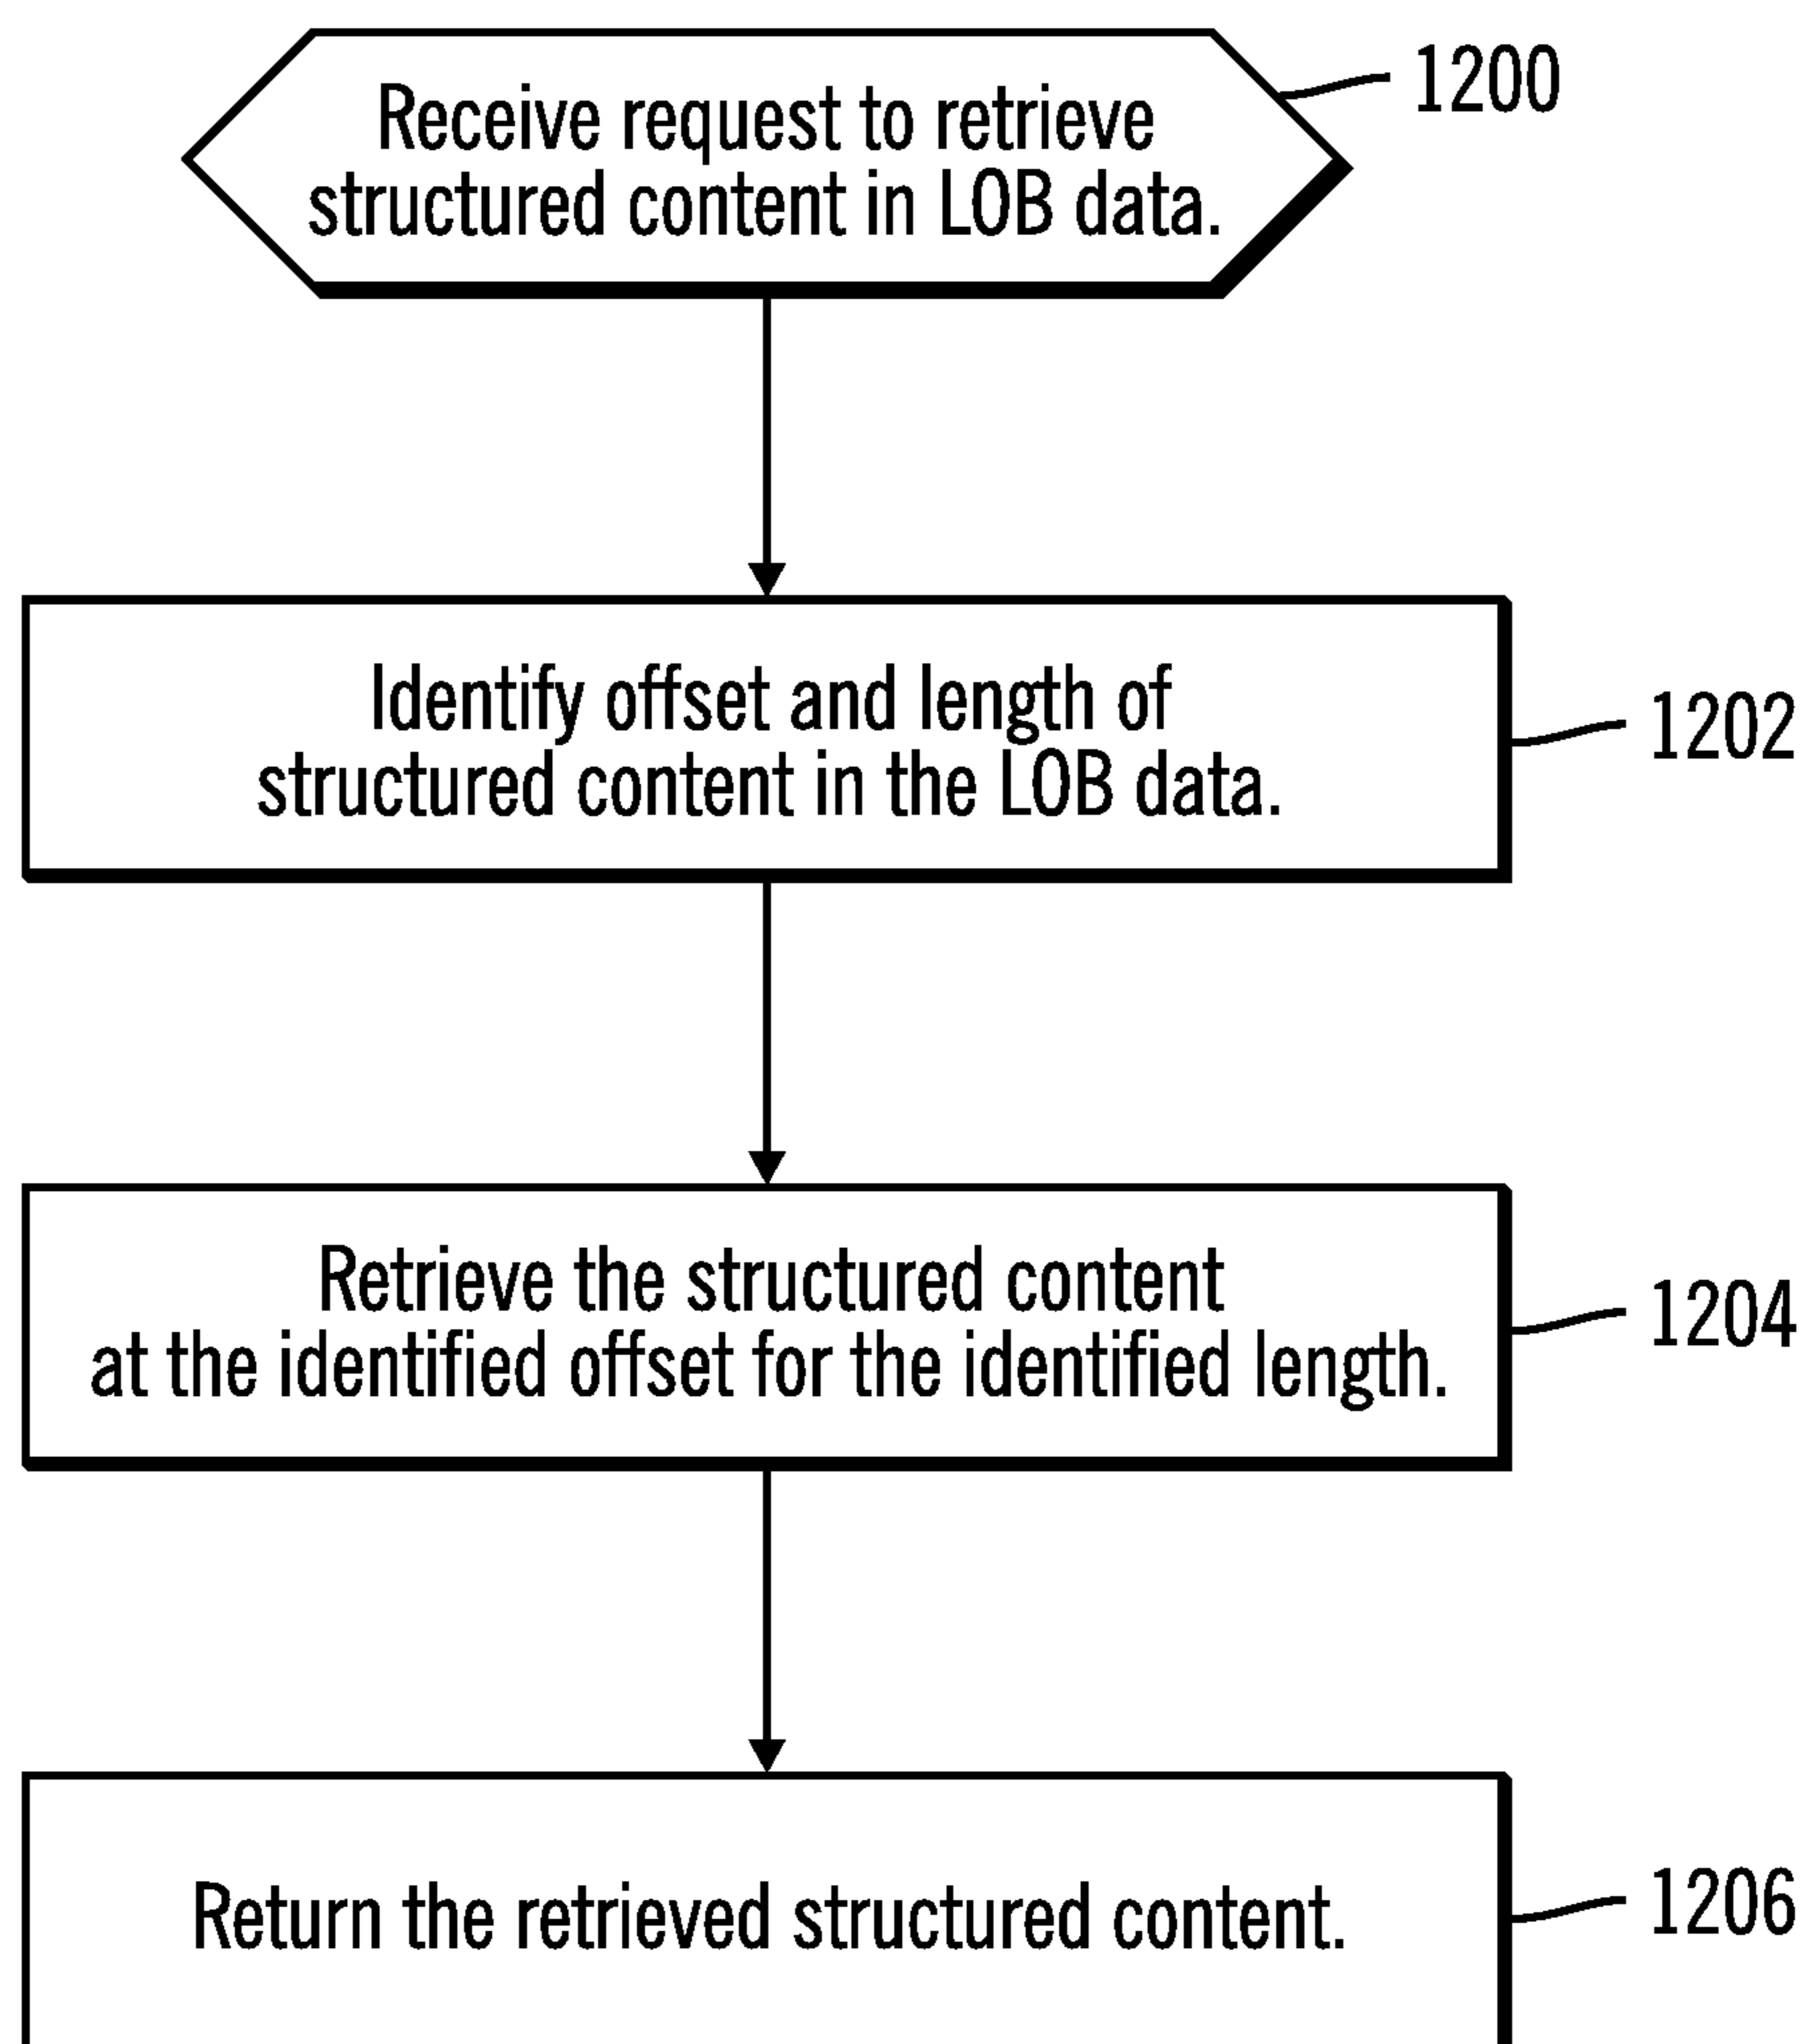 Receive request to retrieve
structured content in LOB data.
1200
Identify offset and length of
structured content in the LOB data.
1202
Retrieve the structured content
at the identified offset for the identified length.
1204
Return the retrieved structured content.
1206